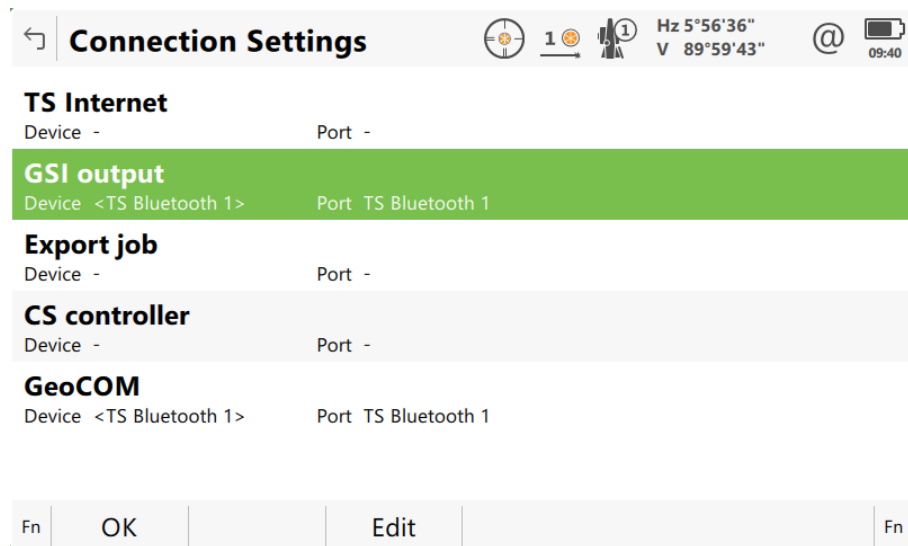 Connection Settings
1
1
Hz 5°56'36"
V 89°59'43"
@
09:40
TS Internet
Device - Port -
GSI output
Device <TS Bluetooth 1> Port TS Bluetooth 1
Export job
Device - Port -
CS controller
Device - Port -
GeoCOM
Device <TS Bluetooth 1> Port TS Bluetooth 1
Fn OK Edit Fn